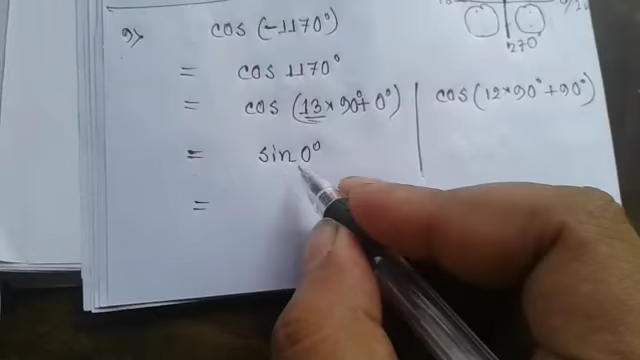 9) cos (-1170°)
= cos 1170°
= cos (13×90°+0°) | cos (12×90°+90°)
= sin 0°
=
270°